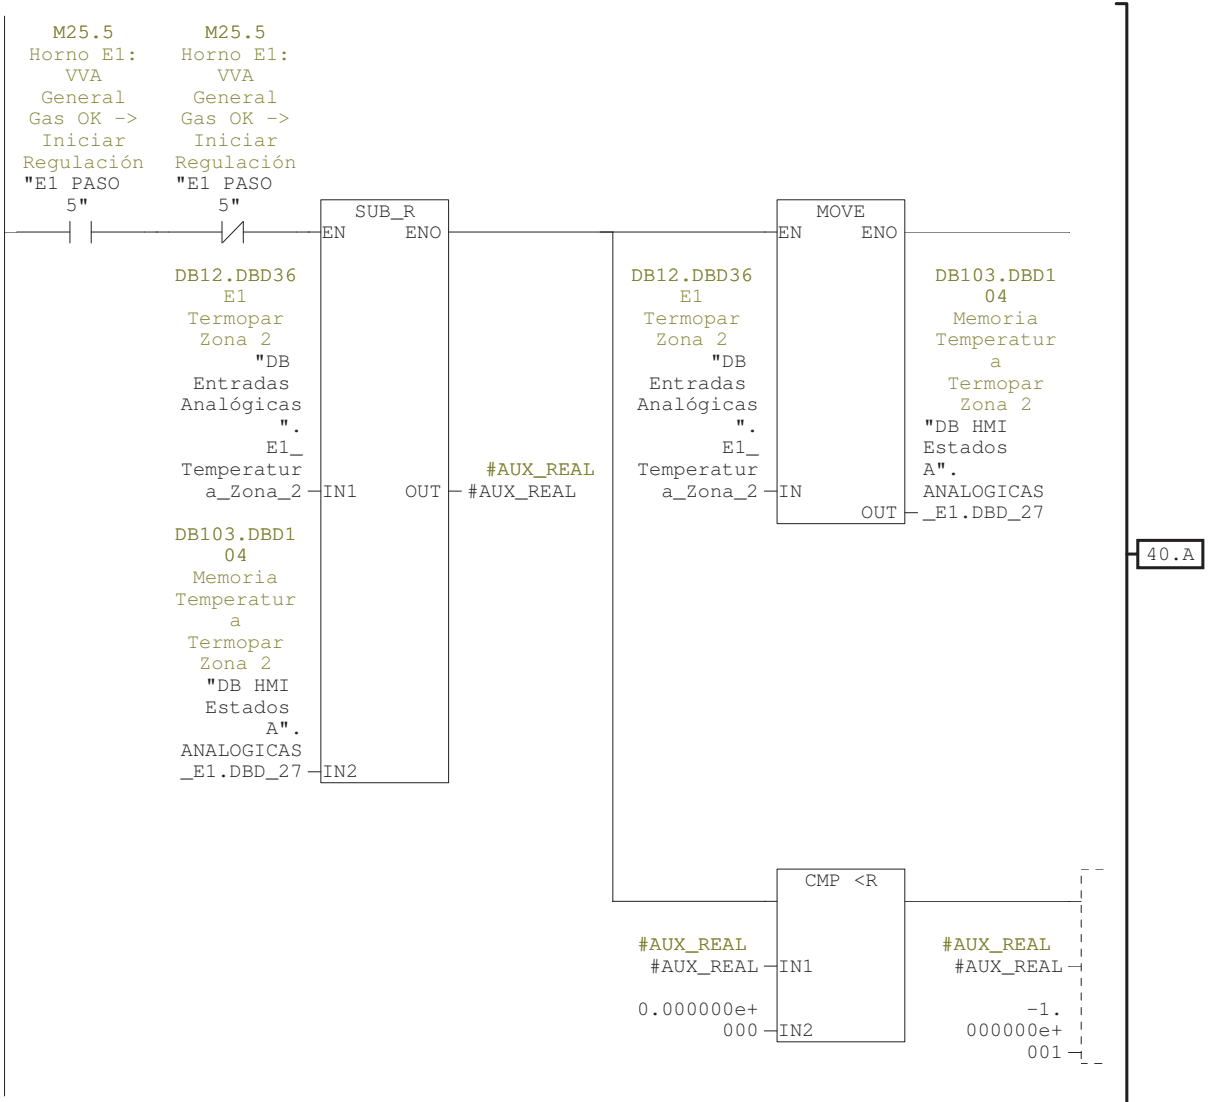 M25.5
Horno E1:
VVA
General
Gas OK ->
Iniciar
Regulación
"E1 PASO
5"
M25.5
Horno E1:
VVA
General
Gas OK ->
Iniciar
Regulación
"E1 PASO
5"
SUB_R
EN ENO
DB12.DBD36
E1
Termopar
Zona 2
"DB
Entradas
Analógicas
".
E1_
Temperatur
a_Zona_2
IN1
OUT
#AUX_REAL
#AUX_REAL
DB103.DBD1
04
Memoria
Temperatur
a
Termopar
Zona 2
"DB HMI
Estados
A".
ANALOGICAS
_E1.DBD_27
IN2
MOVE
EN ENO
DB12.DBD36
E1
Termopar
Zona 2
"DB
Entradas
Analógicas
".
E1_
Temperatur
a_Zona_2
IN
OUT
DB103.DBD1
04
Memoria
Temperatur
a
Termopar
Zona 2
"DB HMI
Estados
A".
ANALOGICAS
_E1.DBD_27
40.A
CMP <R
#AUX_REAL
#AUX_REAL
IN1
0.000000e+
000
IN2
#AUX_REAL
#AUX_REAL
-1.
000000e+
001